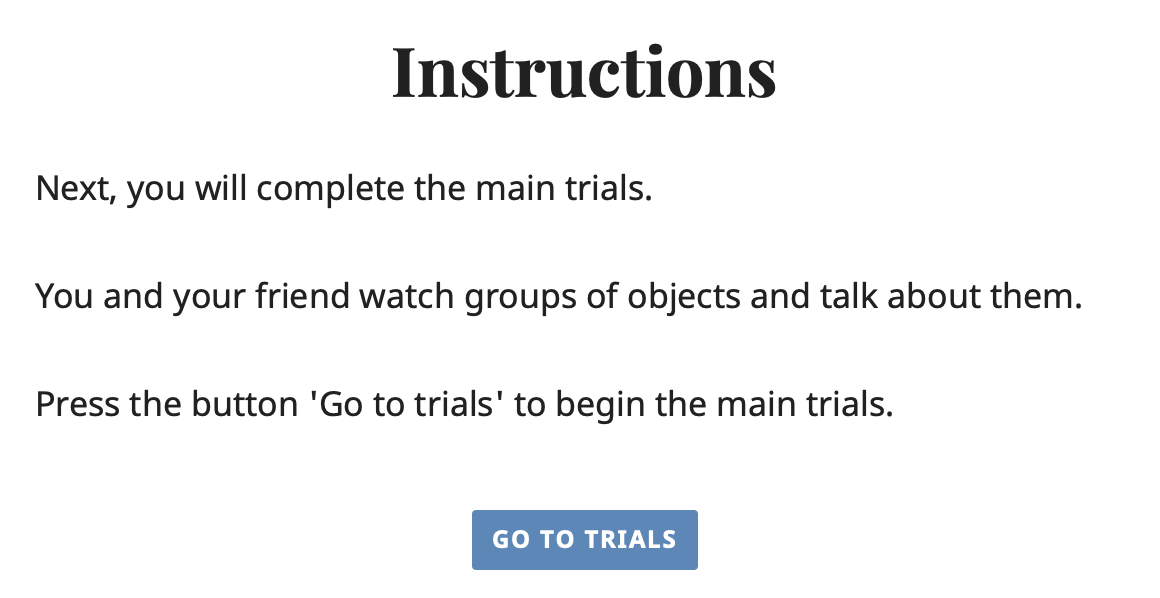 Instructions
Next, you will complete the main trials.
You and your friend watch groups of objects and talk about them.
Press the button 'Go to trials' to begin the main trials.
GO TO TRIALS